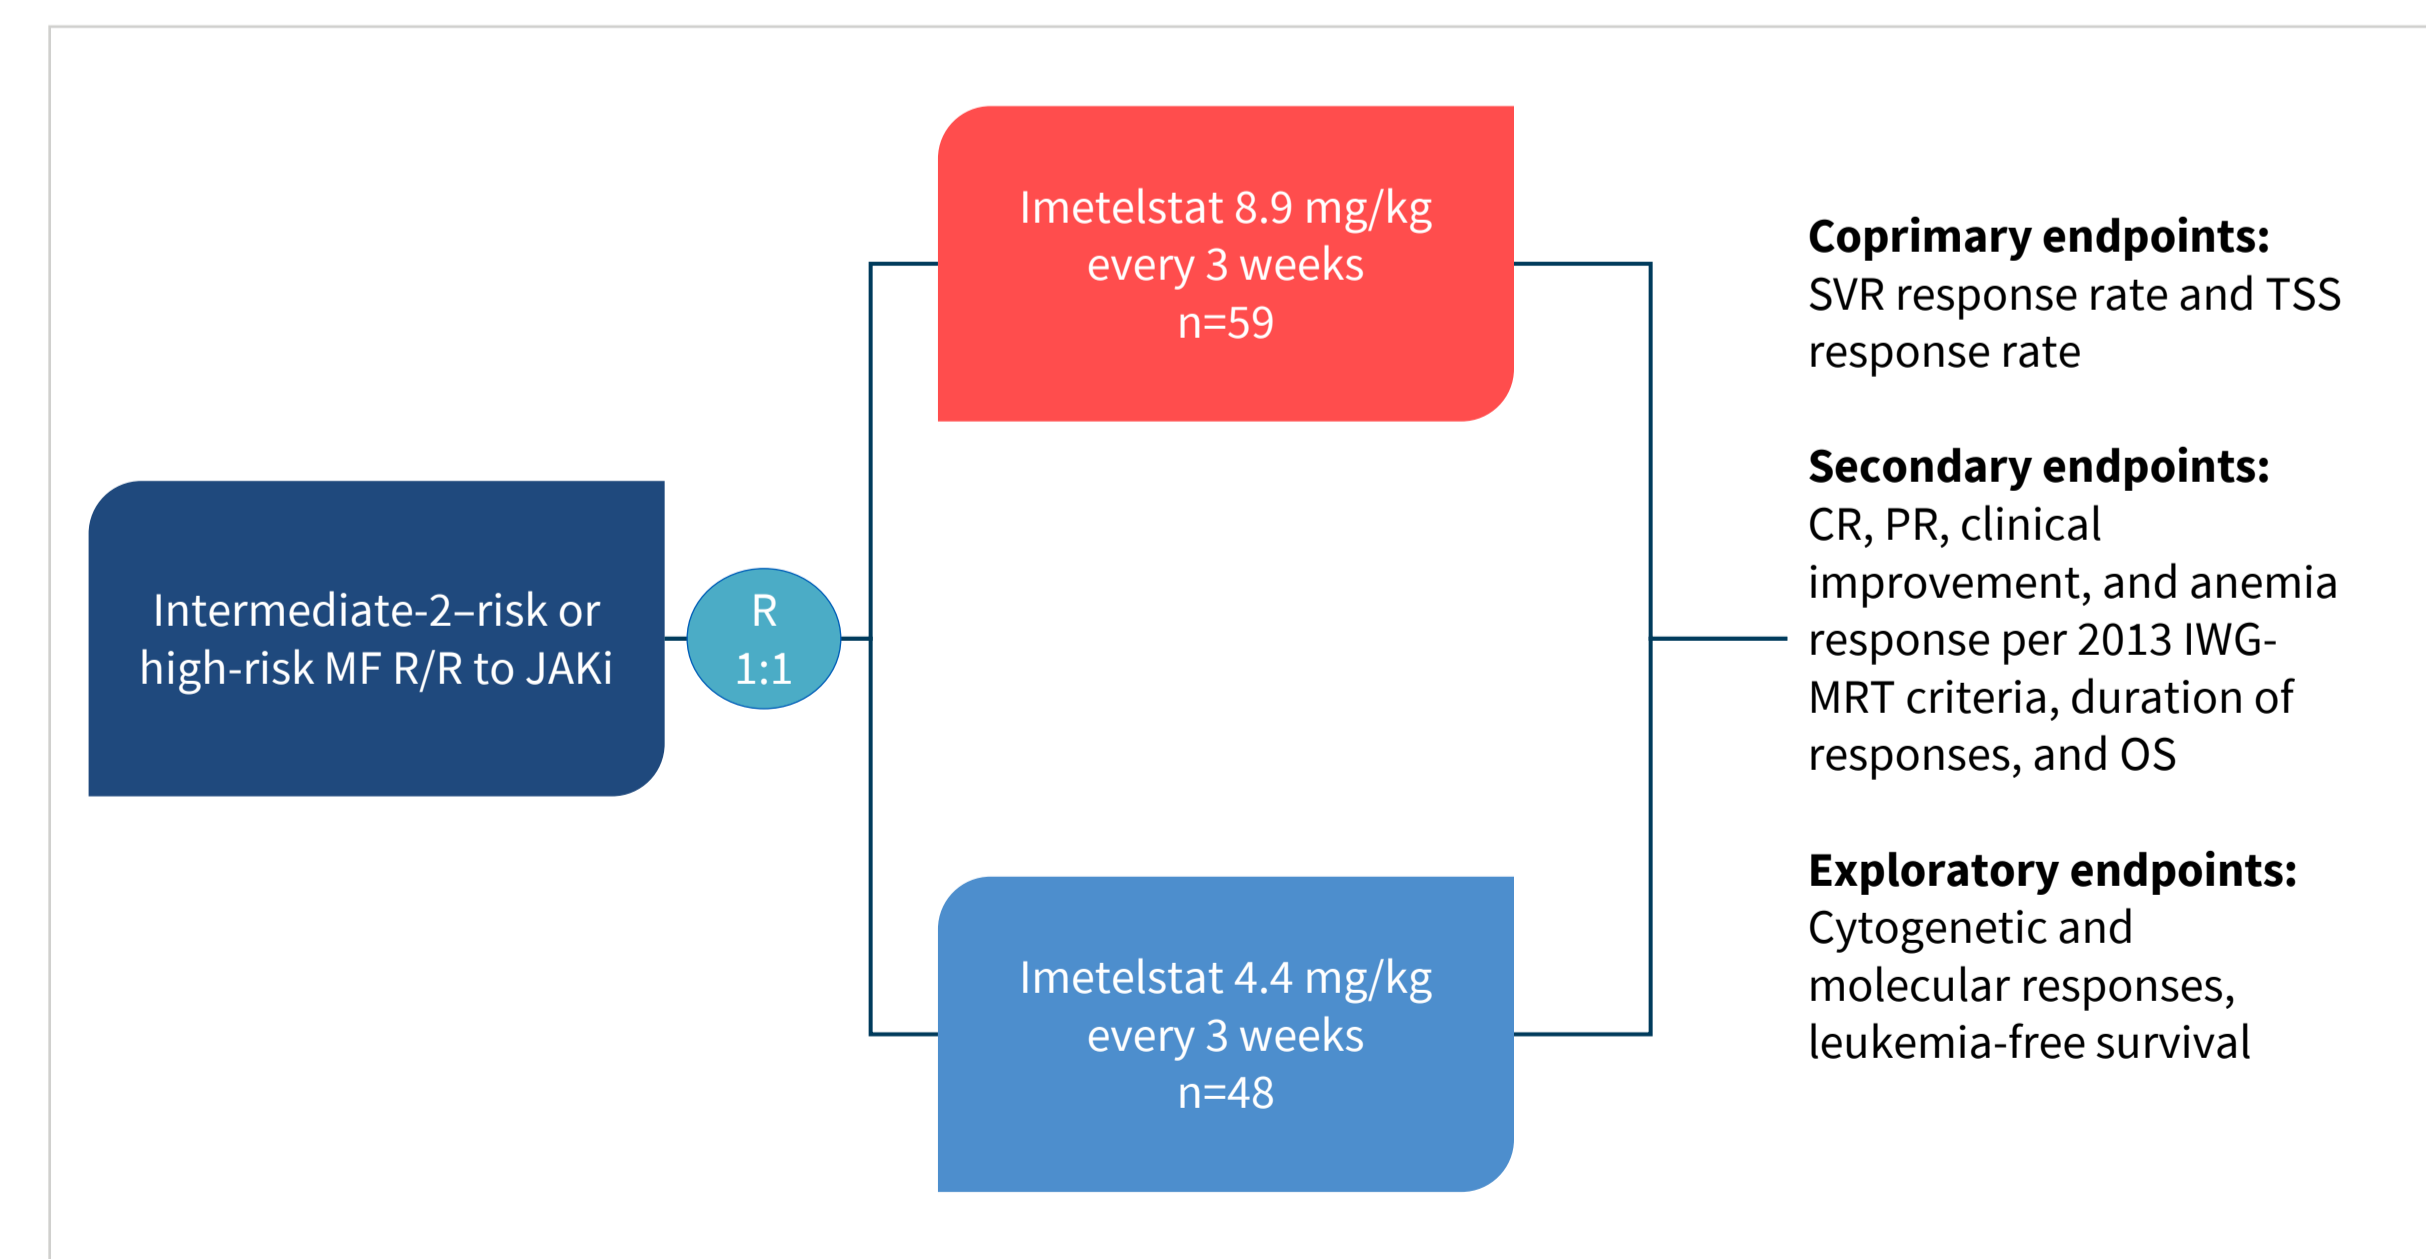 Intermediate-2–risk or
high-risk MF R/R to JAKi
R
1:1
Imetelstat 8.9 mg/kg
every 3 weeks
n=59
Imetelstat 4.4 mg/kg
every 3 weeks
n=48
Coprimary endpoints:
SVR response rate and TSS
response rate
Secondary endpoints:
CR, PR, clinical
improvement, and anemia
response per 2013 IWG-
MRT criteria, duration of
responses, and OS
Exploratory endpoints:
Cytogenetic and
molecular responses,
leukemia-free survival